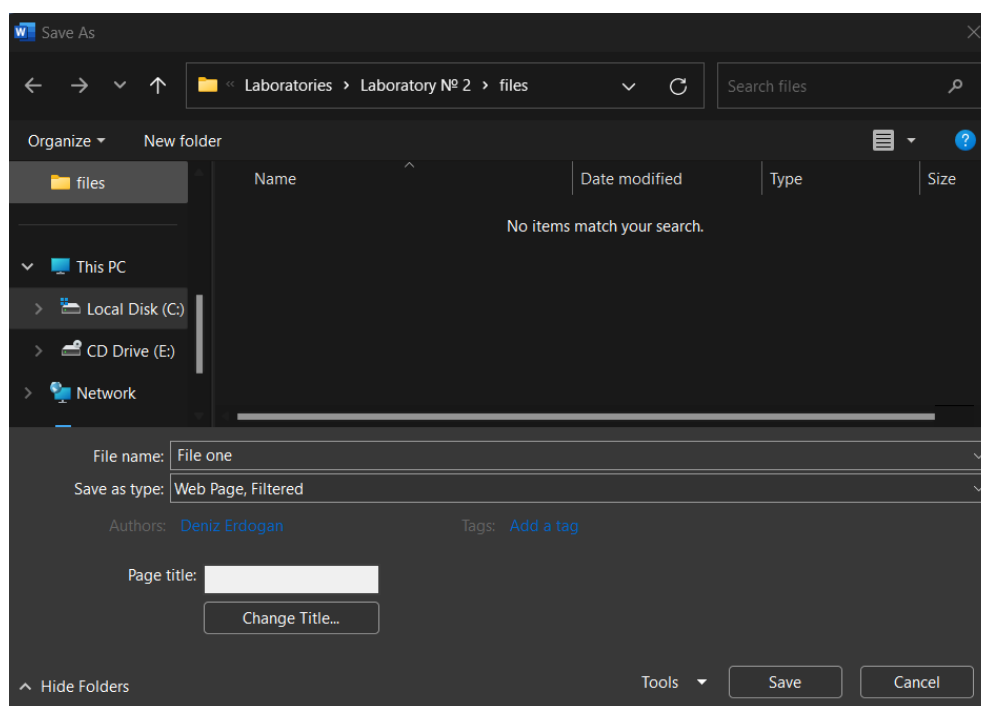 Save As
« Laboratories > Laboratory № 2 > files
Search files
Organize
New folder
files
Name
Date modified
Type
Size
No items match your search.
This PC
Local Disk (C:)
CD Drive (E:)
Network
File name: File one
Save as type: Web Page, Filtered
Authors: Deniz Erdogan
Tags: Add a tag
Page title:
Change Title...
Hide Folders
Tools
Save
Cancel